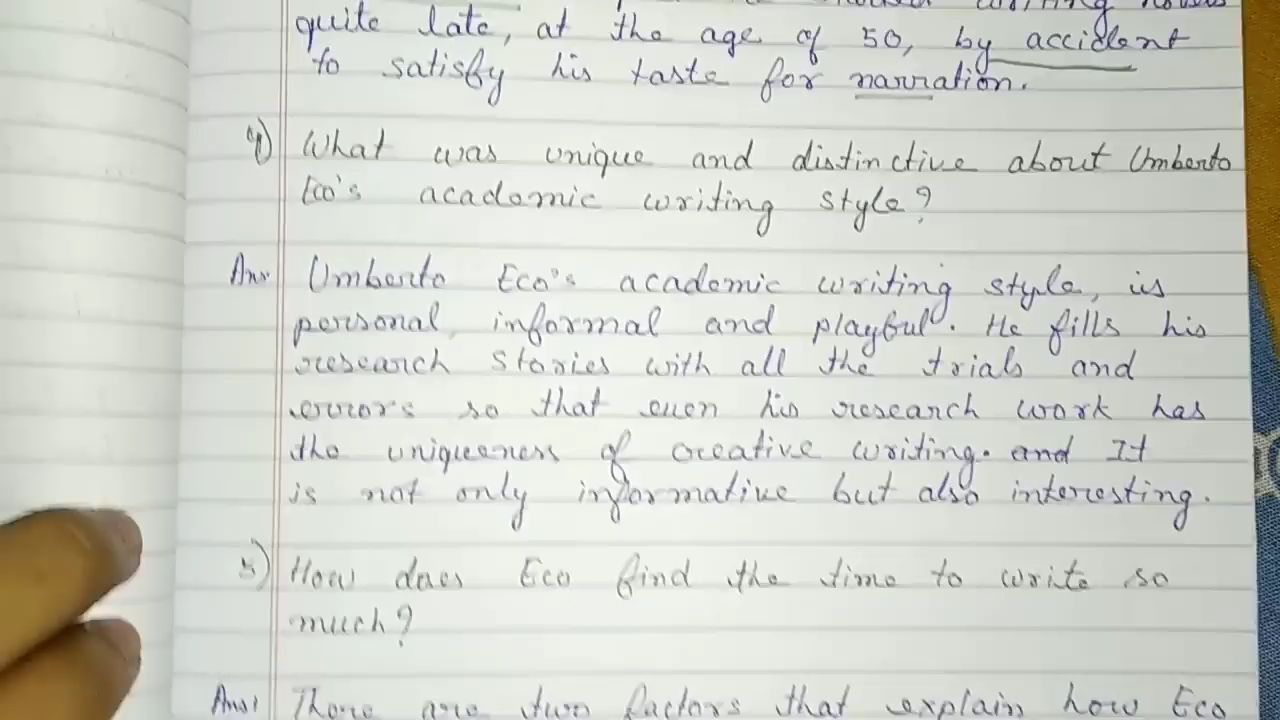 quite late, at the age of 50, by accident
to satisfy his taste for narration.
4) What was unique and distinctive about Umberto
Eco's academic writing style?
Ans: Umberto Eco's academic writing style, is
personal, informal and playful. He fills his
research stories with all the trials and
errors so that even his research work has
the uniqueness of creative writing. and It
is not only informative but also interesting.
5) How does Eco find the time to write so
much?
Ans: There are two factors that explain how Eco